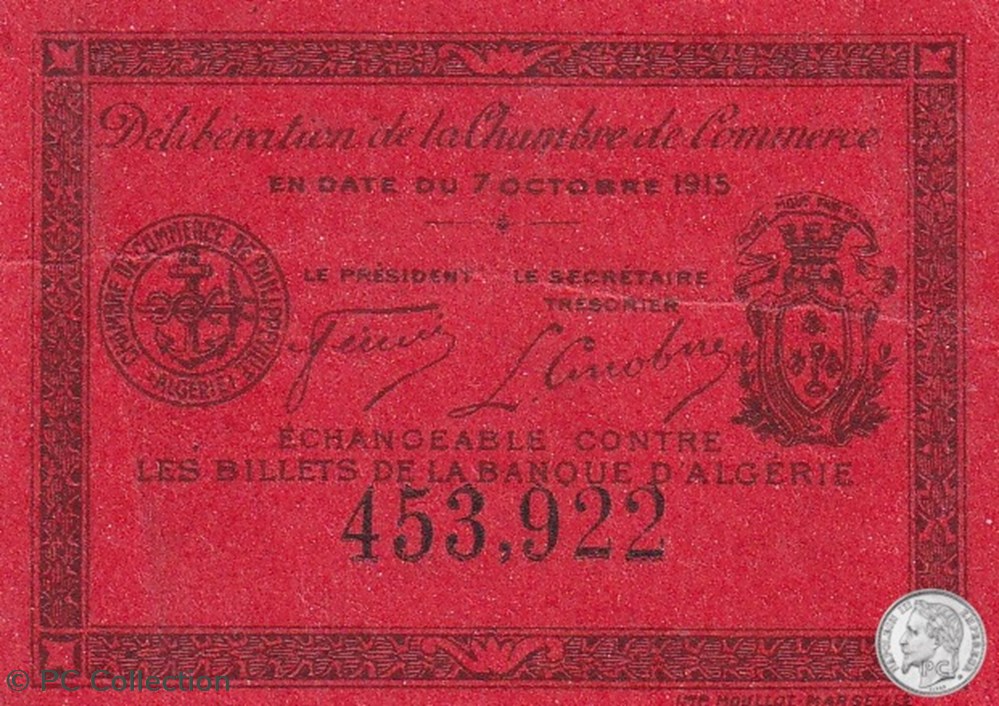 Délibération de la Chambre de Commerce
EN DATE DU 7 OCTOBRE 1915
CHAMBRE DE COMMERCE DE PHILIPPEVILLE
ALGERIE
LE PRÉSIDENT
LE SECRÉTAIRE
TRÉSORIER
ÉCHANGEABLE CONTRE
LES BILLETS DE LA BANQUE D'ALGÉRIE
453,922
© PC Collection
PC
IMP. MOULLOT-MARSEILLE